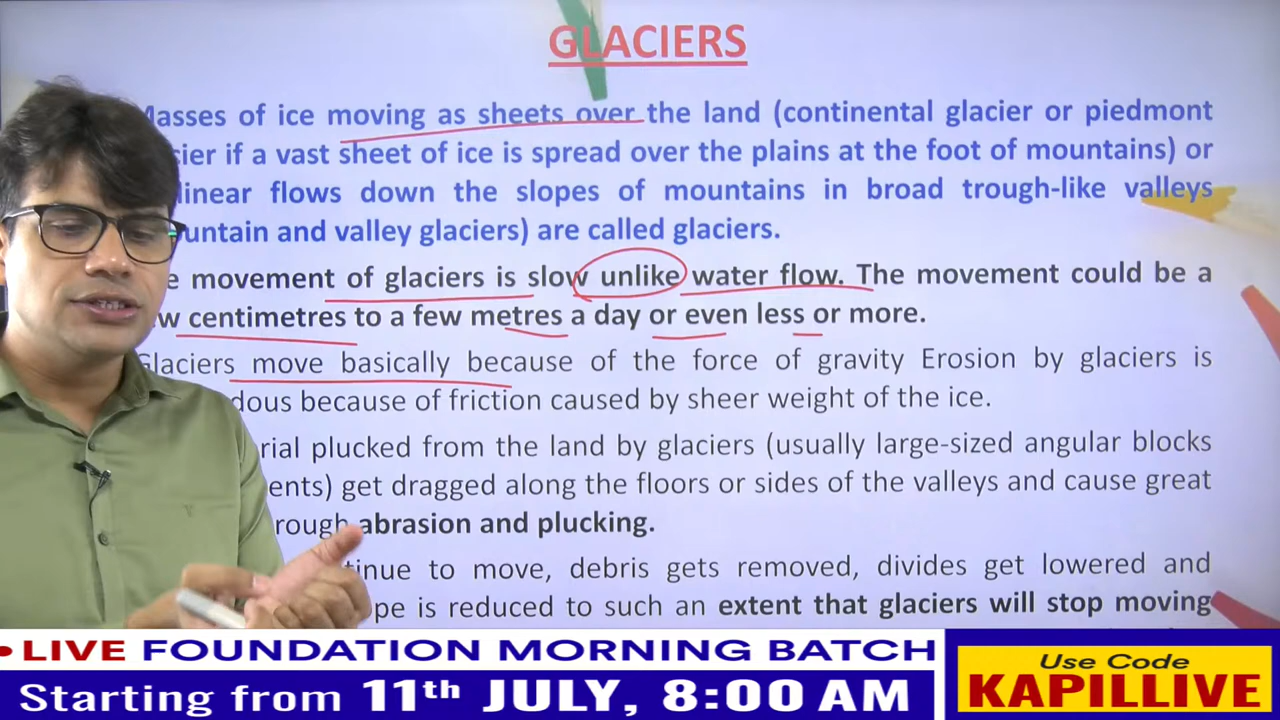 GLACIERS
Masses of ice moving as sheets over the land (continental glacier or piedmont
if a vast sheet of ice is spread over the plains at the foot of mountains) or
linear flows down the slopes of mountains in broad trough-like valleys
and valley glaciers) are called glaciers.
movement of glaciers is slow unlike water flow. The movement could be a
centimetres to a few metres a day or even less or more.
Glaciers move basically because of the force of gravity Erosion by glaciers is
because of friction caused by sheer weight of the ice.
plucked from the land by glaciers (usually large-sized angular blocks
get dragged along the floors or sides of the valleys and cause great
abrasion and plucking.
to move, debris gets removed, divides get lowered and
is reduced to such an extent that glaciers will stop moving
• LIVE FOUNDATION MORNING BATCH
Starting from 11th JULY, 8:00 AM
Use Code
KAPILLIVE